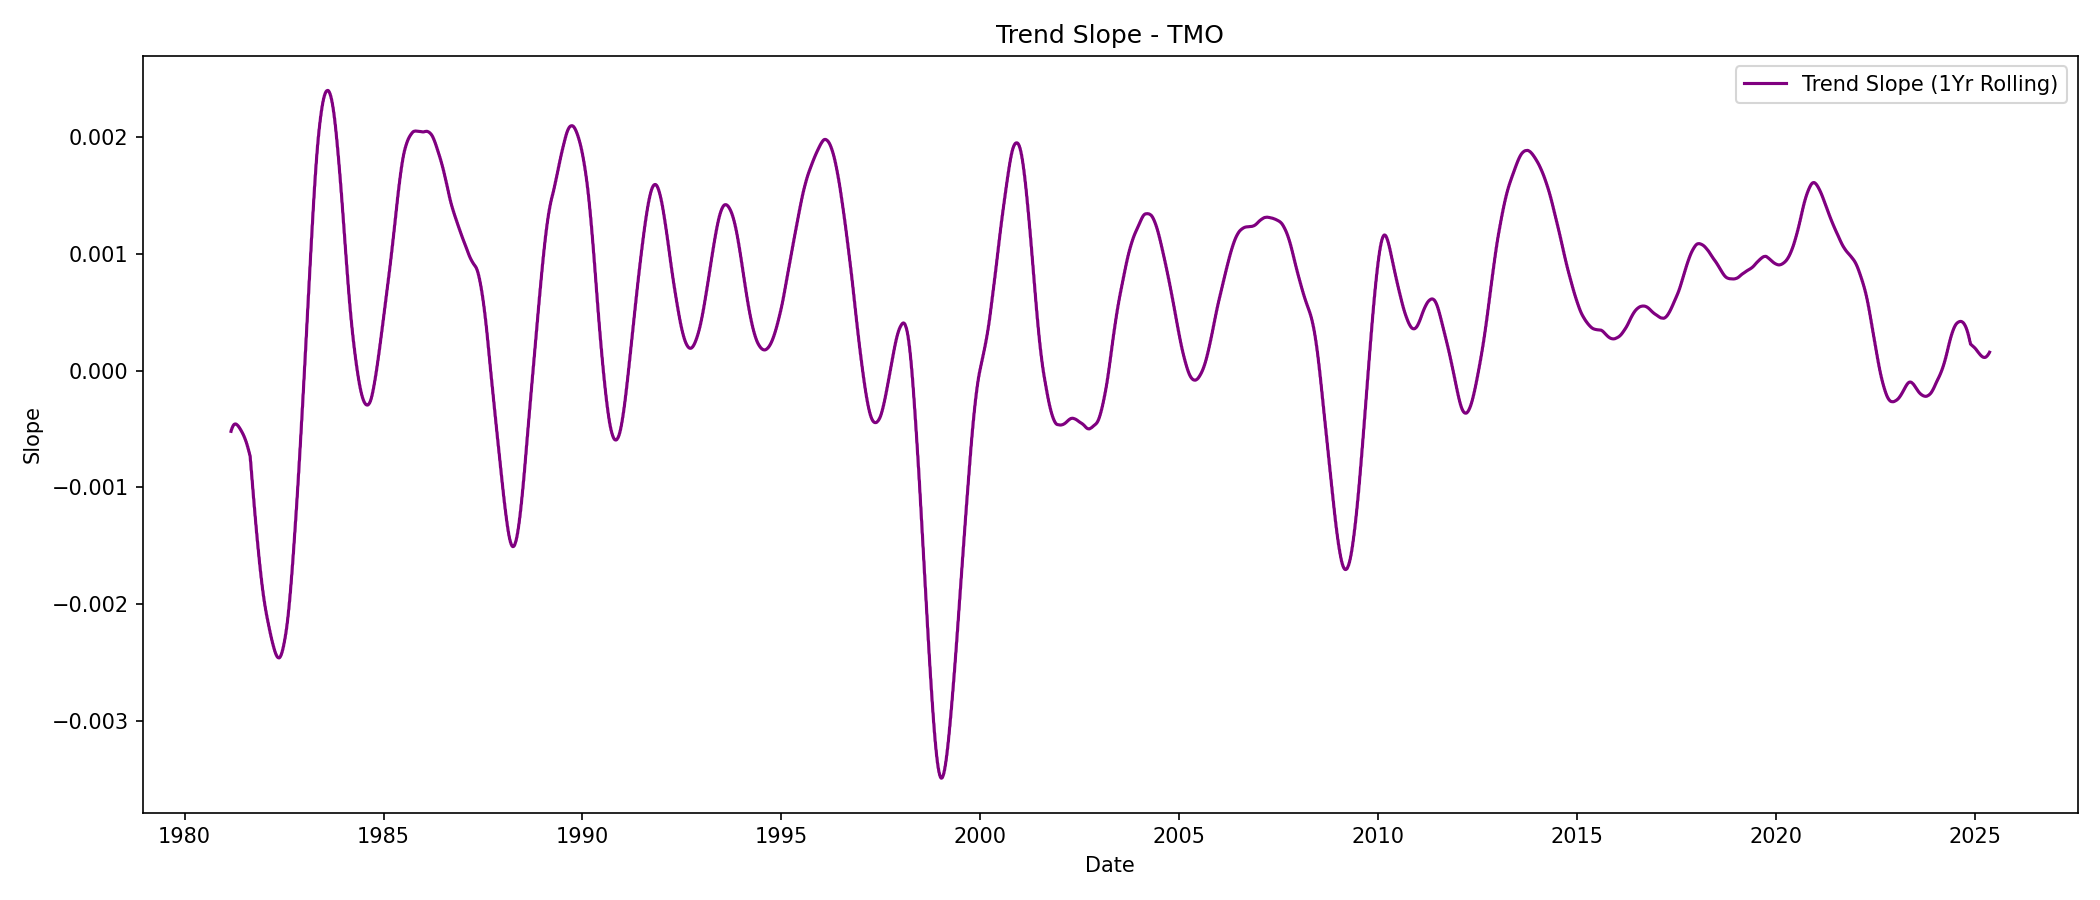 Trend Slope - TMO
Trend Slope (1Yr Rolling)
0.002
0.001
0.000
−0.001
−0.002
−0.003
Slope
1980 1985 1990 1995 2000 2005 2010 2015 2020 2025
Date